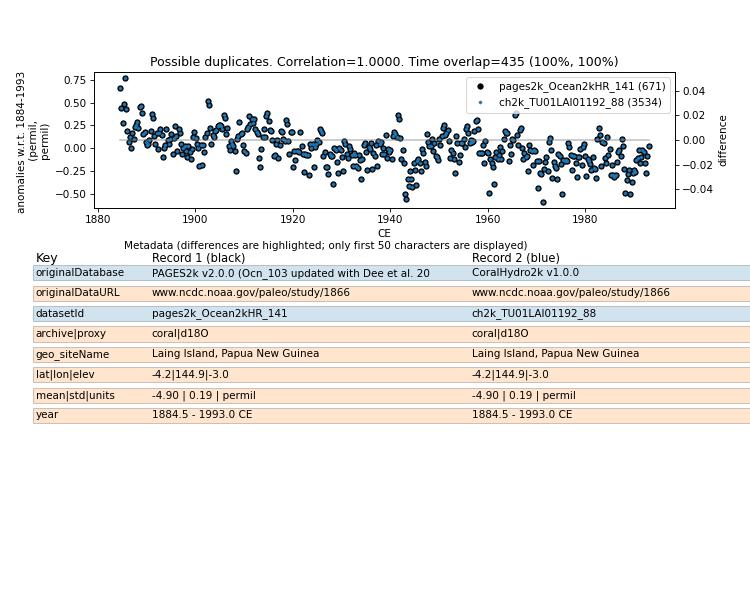 Possible duplicates. Correlation=1.0000. Time overlap=435 (100%, 100%)
anomalies w.r.t. 1884-1993
(permil,
permil)
0.75
0.50
0.25
0.00
−0.25
−0.50
pages2k_Ocean2kHR_141 (671)
ch2k_TU01LAI01192_88 (3534)
0.04
0.02
0.00
−0.02
−0.04
difference
1880 1900 1920 1940 1960 1980
CE
Metadata (differences are highlighted; only first 50 characters are displayed)
Key Record 1 (black) Record 2 (blue)
originalDatabase PAGES2k v2.0.0 (Ocn_103 updated with Dee et al. 20 CoralHydro2k v1.0.0
originalDataURL www.ncdc.noaa.gov/paleo/study/1866 www.ncdc.noaa.gov/paleo/study/1866
datasetId pages2k_Ocean2kHR_141 ch2k_TU01LAI01192_88
archive|proxy coral|d18O coral|d18O
geo_siteName Laing Island, Papua New Guinea Laing Island, Papua New Guinea
lat|lon|elev -4.2|144.9|-3.0 -4.2|144.9|-3.0
mean|std|units -4.90 | 0.19 | permil -4.90 | 0.19 | permil
year 1884.5 - 1993.0 CE 1884.5 - 1993.0 CE